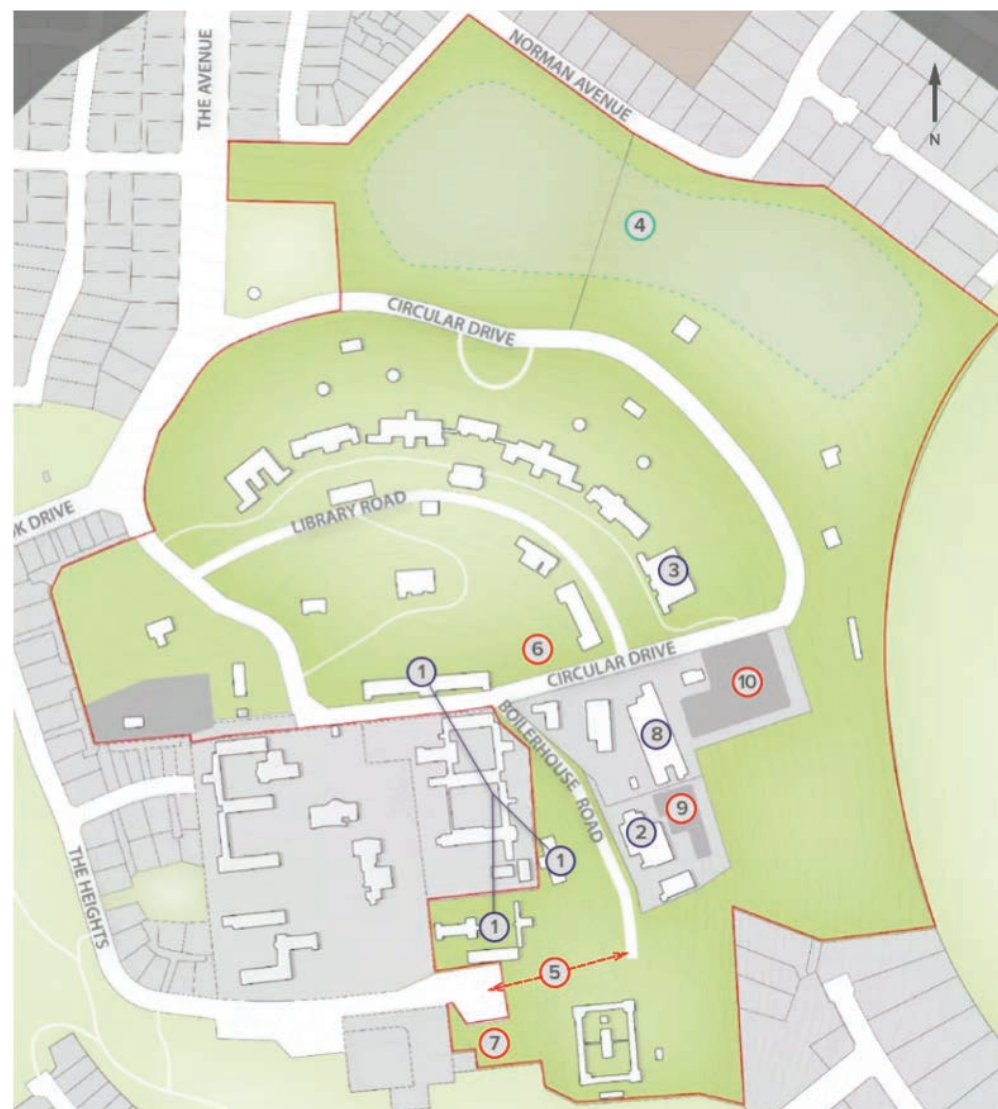 NORMAN AVENUE
THE AVENUE
N
4
CIRCULAR DRIVE
LIBRARY ROAD
DRIVE
3
6
1
CIRCULAR DRIVE
10
BOILERHOUSE ROAD
8
9
2
1
THE HEIGHTS
1
5
7